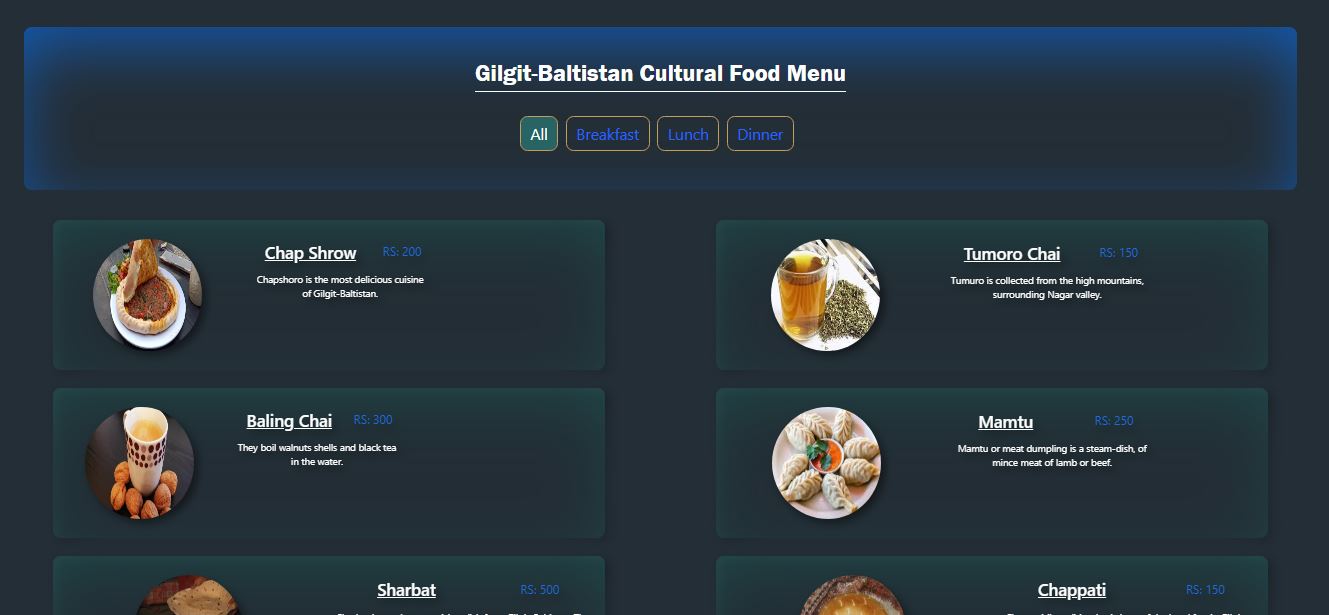 Gilgit-Baltistan Cultural Food Menu
All Breakfast Lunch Dinner
Chap Shrow RS: 200
Chapshoro is the most delicious cuisine
of Gilgit-Baltistan.
Tumoro Chai RS: 150
Tumuro is collected from the high mountains,
surrounding Nagar valley.
Baling Chai RS: 300
They boil walnuts shells and black tea
in the water.
Mamtu RS: 250
Mamtu or meat dumpling is a steam-dish, of
mince meat of lamb or beef.
Sharbat RS: 500
Chappati RS: 150